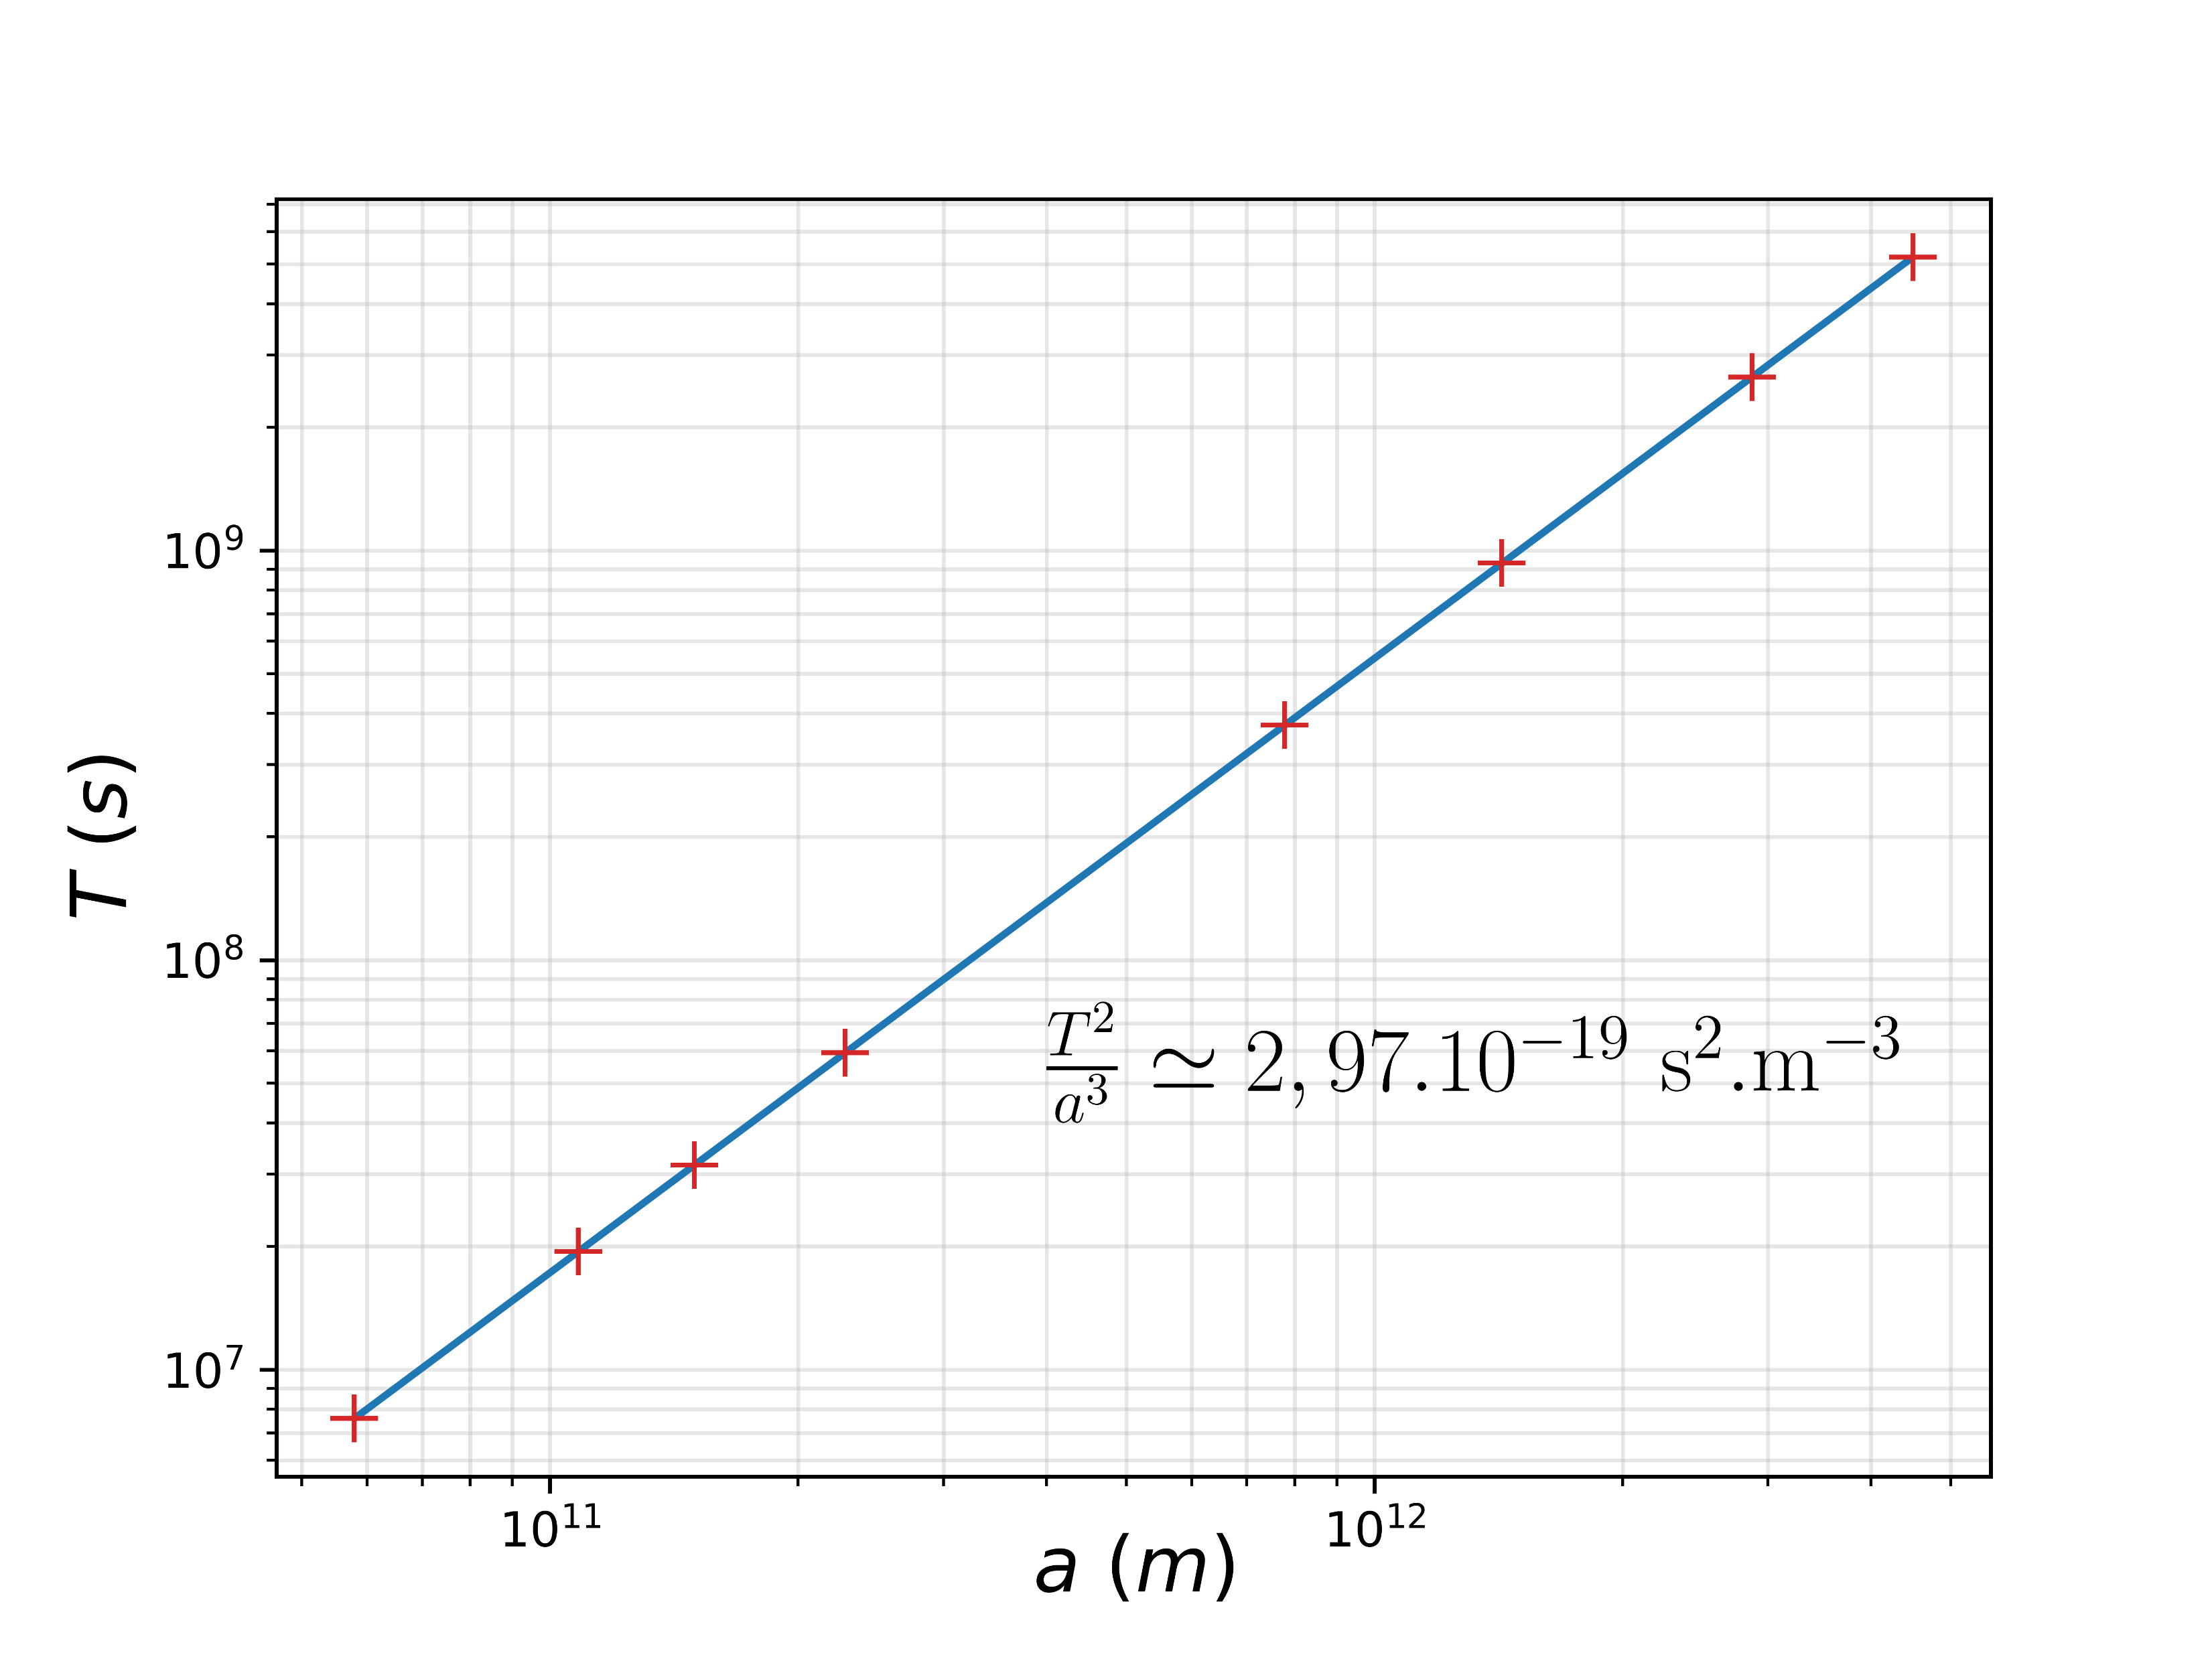 10⁹
10⁸
10⁷
T (s)
T²/a³ ≃ 2,97.10⁻¹⁹ s².m⁻³
10¹¹
10¹²
a (m)